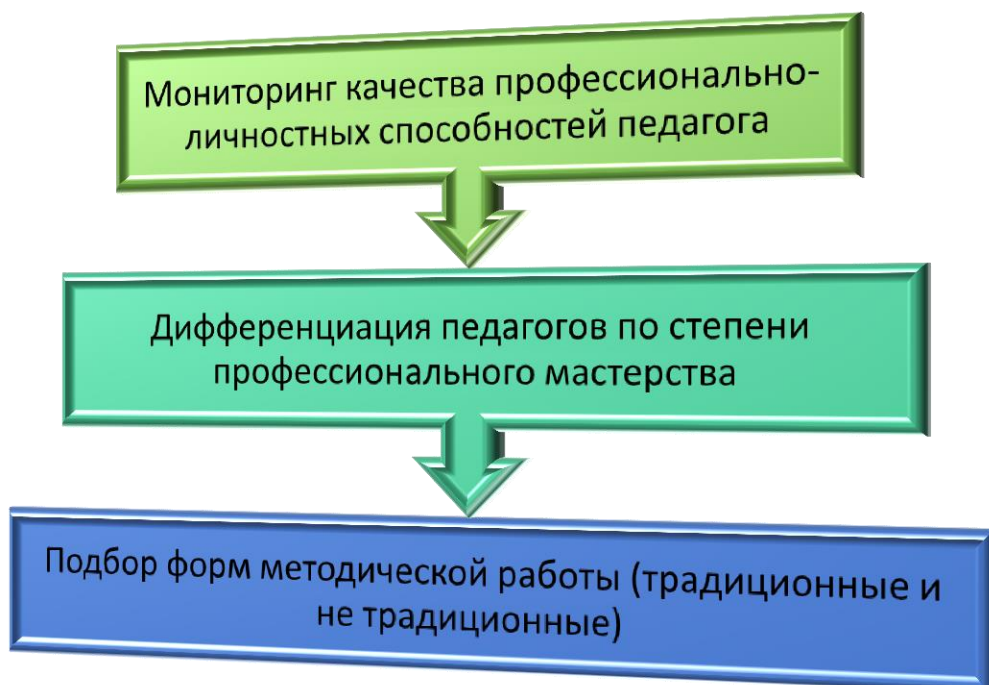 Мониторинг качества профессионально-
личностных способностей педагога
Дифференциация педагогов по степени
профессионального мастерства
Подбор форм методической работы (традиционные и
не традиционные)